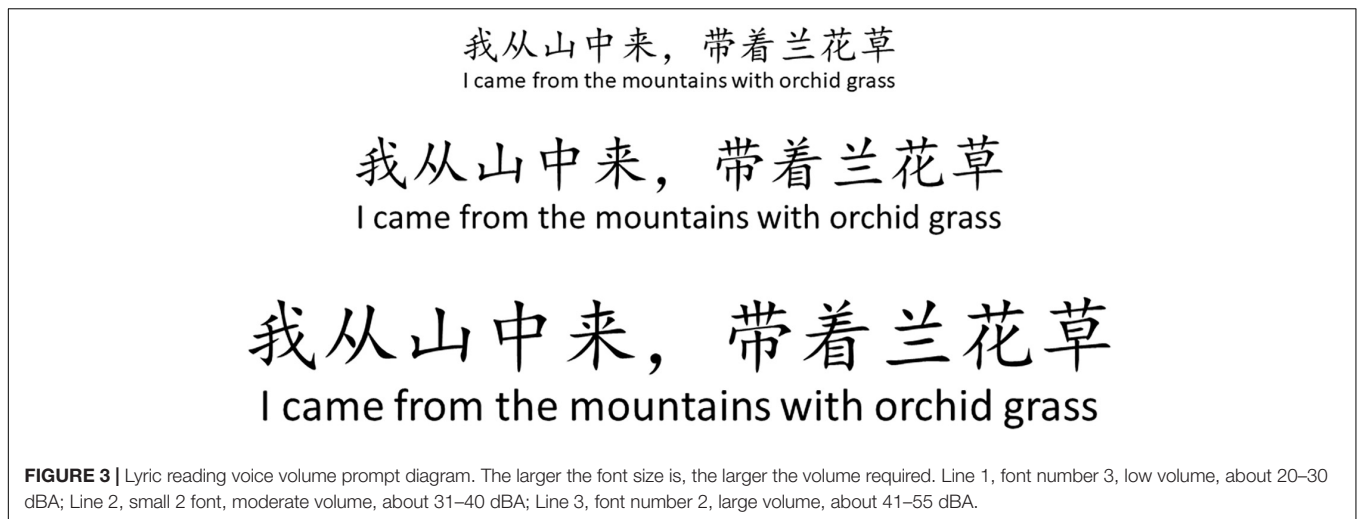 我从山中来，带着兰花草
I came from the mountains with orchid grass
我从山中来，带着兰花草
I came from the mountains with orchid grass
我从山中来，带着兰花草
I came from the mountains with orchid grass
FIGURE 3 | Lyric reading voice volume prompt diagram. The larger the font size is, the larger the volume required. Line 1, font number 3, low volume, about 20–30
dBA; Line 2, small 2 font, moderate volume, about 31–40 dBA; Line 3, font number 2, large volume, about 41–55 dBA.